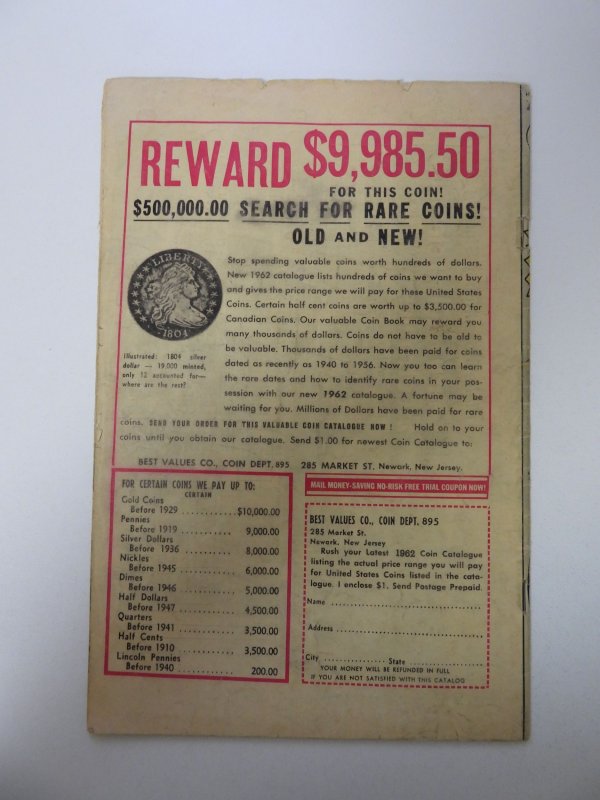 REWARD $9,985.50
FOR THIS COIN!
$500,000.00 SEARCH FOR RARE COINS!
OLD AND NEW!
LIBERTY
1804
Illustrated: 1804 silver
dollar — 19,000 minted,
only 12 accounted for—
where are the rest?
Stop spending valuable coins worth hundreds of dollars.
New 1962 catalogue lists hundreds of coins we want to buy
and gives the price range we will pay for these United States
Coins. Certain half cent coins are worth up to $3,500.00 for
Canadian Coins. Our valuable Coin Book may reward you
many thousands of dollars. Coins do not have to be old to
be valuable. Thousands of dollars have been paid for coins
dated as recently as 1940 to 1956. Now you too can learn
the rare dates and how to identify rare coins in your pos-
session with our new 1962 catalogue. A fortune may be
waiting for you. Millions of Dollars have been paid for rare
coins. SEND YOUR ORDER FOR THIS VALUABLE COIN CATALOGUE NOW ! Hold on to your
coins until you obtain our catalogue. Send $1.00 for newest Coin Catalogue to:
BEST VALUES CO., COIN DEPT. 895 285 MARKET ST. Newark, New Jersey.
FOR CERTAIN COINS WE PAY UP TO:
CERTAIN
Gold Coins
Before 1929 ............$10,000.00
Pennies
Before 1919 ............ 9,000.00
Silver Dollars
Before 1936 ............ 8,000.00
Nickles
Before 1945 ............ 6,000.00
Dimes
Before 1946 ............ 5,000.00
Half Dollars
Before 1947 ............ 4,500.00
Quarters
Before 1941 ............ 3,500.00
Half Cents
Before 1910 ............ 3,500.00
Lincoln Pennies
Before 1940 ............ 200.00
MAIL MONEY-SAVING NO-RISK FREE TRIAL COUPON NOW!
BEST VALUES CO., COIN DEPT. 895
285 Market St.
Newark, New Jersey
Rush your Latest 1962 Coin Catalogue
listing the actual price range you will pay
for United States Coins listed in the cata-
logue. I enclose $1. Send Postage Prepaid.
Name
Address
City State
YOUR MONEY WILL BE REFUNDED IN FULL
IF YOU ARE NOT SATISFIED WITH THIS CATALOG